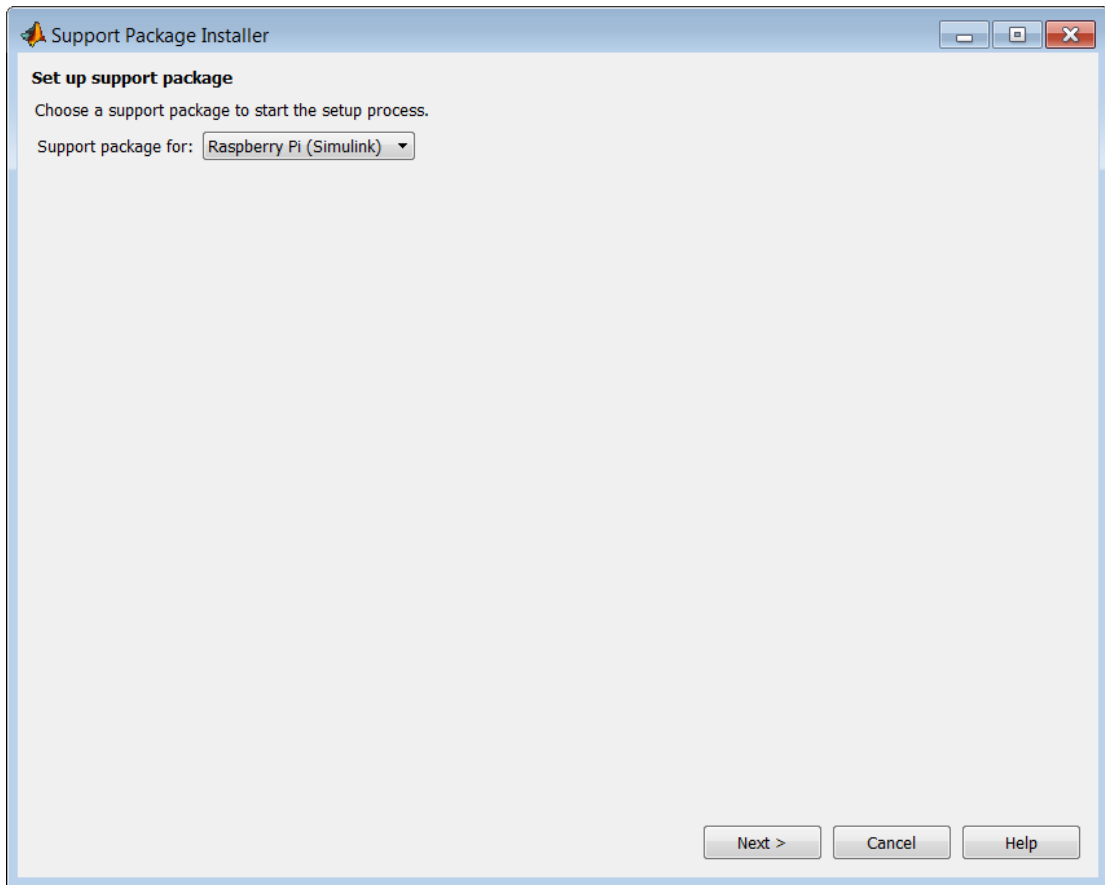 Support Package Installer
Set up support package
Choose a support package to start the setup process.
Support package for: Raspberry Pi (Simulink)
Next > Cancel Help